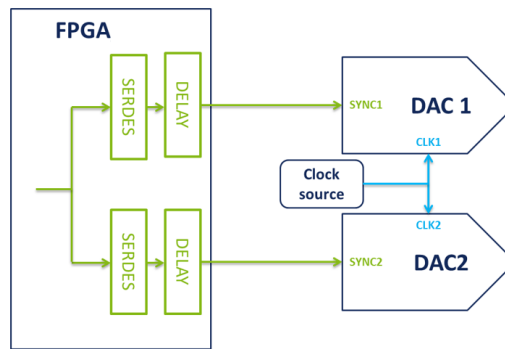 FPGA
SERDES
DELAY
SYNC1
DAC 1
CLK1
Clock
source
CLK2
SERDES
DELAY
SYNC2
DAC2